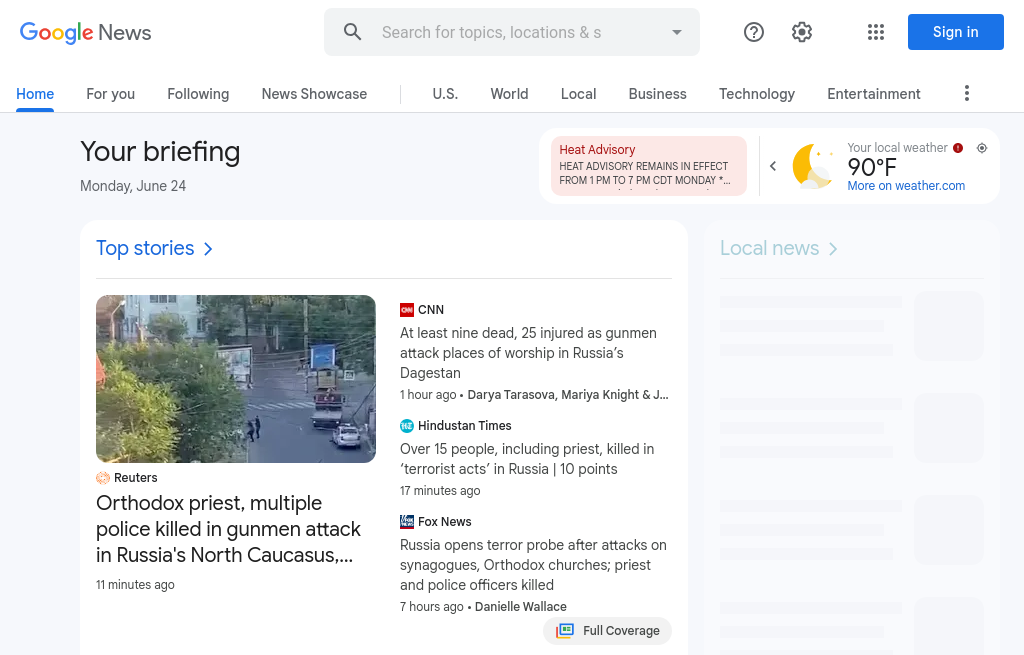 Google News
Search for topics, locations & s
Sign in
Home
For you
Following
News Showcase
U.S.
World
Local
Business
Technology
Entertainment
Your briefing
Monday, June 24
Heat Advisory
HEAT ADVISORY REMAINS IN EFFECT
FROM 1 PM TO 7 PM CDT MONDAY *...
Your local weather
90°F
More on weather.com
Top stories
Local news
Reuters
Orthodox priest, multiple
police killed in gunmen attack
in Russia's North Caucasus,...
11 minutes ago
CNN
At least nine dead, 25 injured as gunmen
attack places of worship in Russia’s
Dagestan
1 hour ago • Darya Tarasova, Mariya Knight & J...
Hindustan Times
Over 15 people, including priest, killed in
‘terrorist acts’ in Russia | 10 points
17 minutes ago
Fox News
Russia opens terror probe after attacks on
synagogues, Orthodox churches; priest
and police officers killed
7 hours ago • Danielle Wallace
Full Coverage